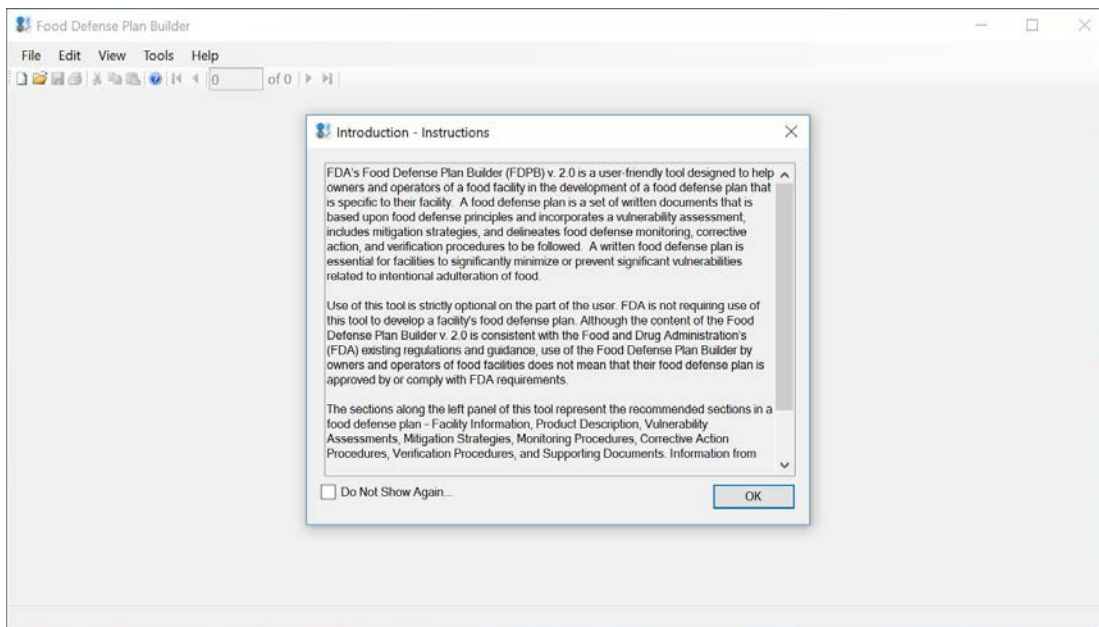 Food Defense Plan Builder
File Edit View Tools Help
0 of 0
Introduction - Instructions
FDA's Food Defense Plan Builder (FDPB) v. 2.0 is a user-friendly tool designed to help
owners and operators of a food facility in the development of a food defense plan that
is specific to their facility. A food defense plan is a set of written documents that is
based upon food defense principles and incorporates a vulnerability assessment,
includes mitigation strategies, and delineates food defense monitoring, corrective
action, and verification procedures to be followed. A written food defense plan is
essential for facilities to significantly minimize or prevent significant vulnerabilities
related to intentional adulteration of food.
Use of this tool is strictly optional on the part of the user. FDA is not requiring use of
this tool to develop a facility's food defense plan. Although the content of the Food
Defense Plan Builder v. 2.0 is consistent with the Food and Drug Administration's
(FDA) existing regulations and guidance, use of the Food Defense Plan Builder by
owners and operators of food facilities does not mean that their food defense plan is
approved by or comply with FDA requirements.
The sections along the left panel of this tool represent the recommended sections in a
food defense plan - Facility Information, Product Description, Vulnerability
Assessments, Mitigation Strategies, Monitoring Procedures, Corrective Action
Procedures, Verification Procedures, and Supporting Documents. Information from
Do Not Show Again...
OK